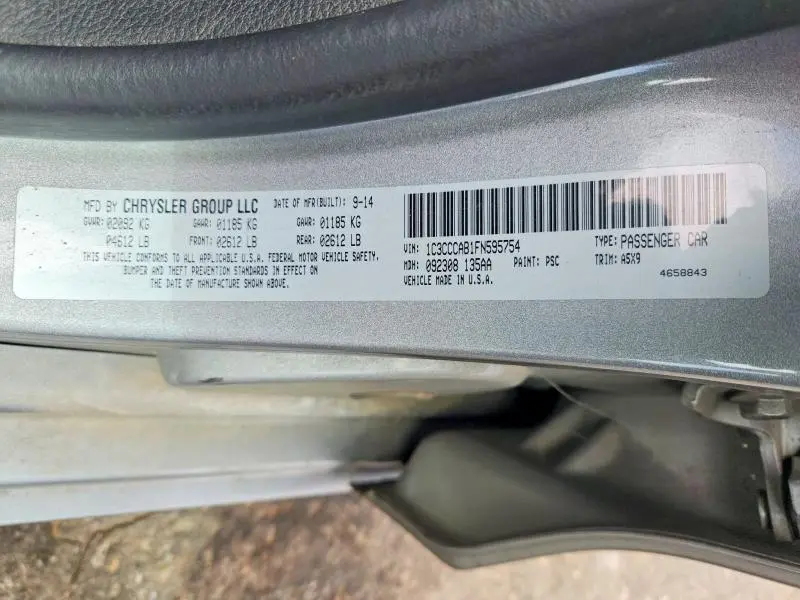 MFD BY CHRYSLER GROUP LLC DATE OF MFR(BUILT): 9-14
GVWR: 02092 KG GAWR: 01185 KG GAWR: 01185 KG
04612 LB FRONT: 02612 LB REAR: 02612 LB
THIS VEHICLE CONFORMS TO ALL APPLICABLE U.S.A. FEDERAL MOTOR VEHICLE SAFETY,
BUMPER AND THEFT PREVENTION STANDARDS IN EFFECT ON
THE DATE OF MANUFACTURE SHOWN ABOVE.
VIN: 1C3CCCAB1FN595754 TYPE: PASSENGER CAR
MDH: 092308 135AA PAINT: PSC TRIM: A5X9
VEHICLE MADE IN U.S.A. 4658843